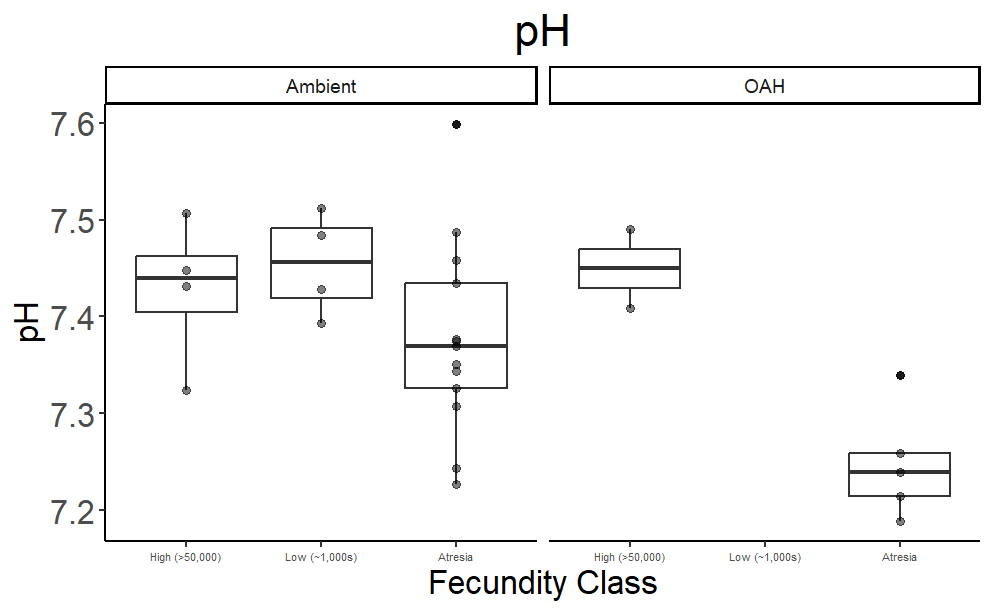 pH
Ambient
OAH
7.6
7.5
7.4
7.3
7.2
pH
High (>50,000)
Low (~1,000s)
Atresia
High (>50,000)
Low (~1,000s)
Atresia
Fecundity Class